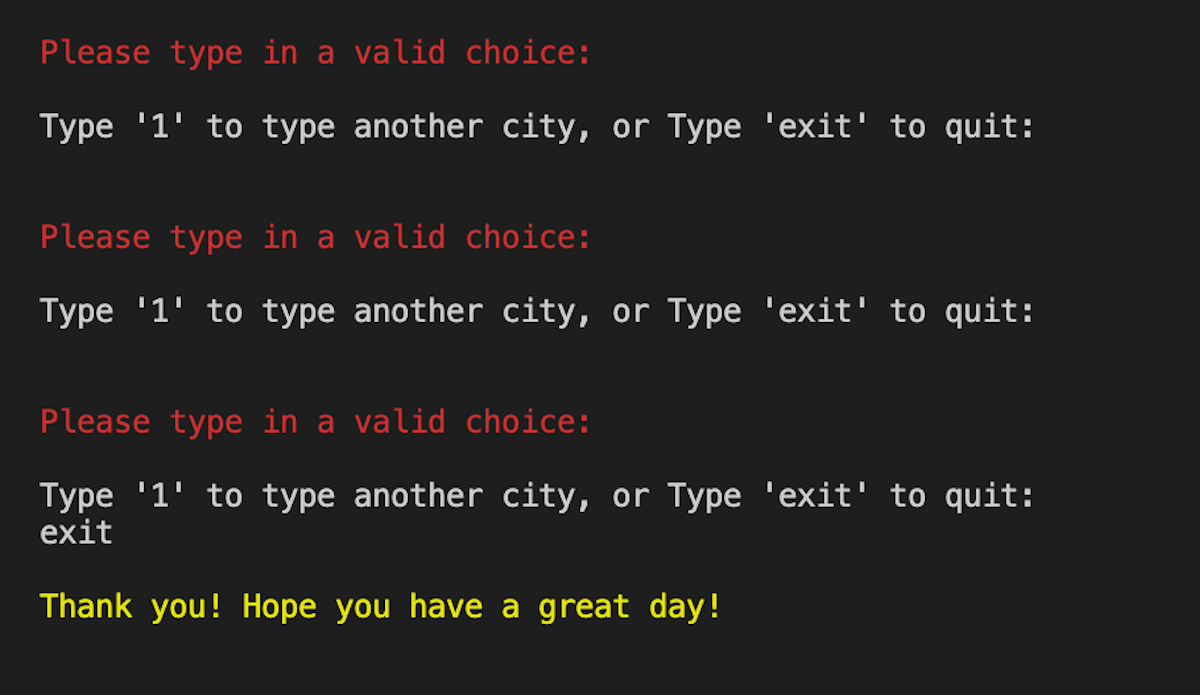 Please type in a valid choice:
Type '1' to type another city, or Type 'exit' to quit:
Please type in a valid choice:
Type '1' to type another city, or Type 'exit' to quit:
Please type in a valid choice:
Type '1' to type another city, or Type 'exit' to quit:
exit
Thank you! Hope you have a great day!